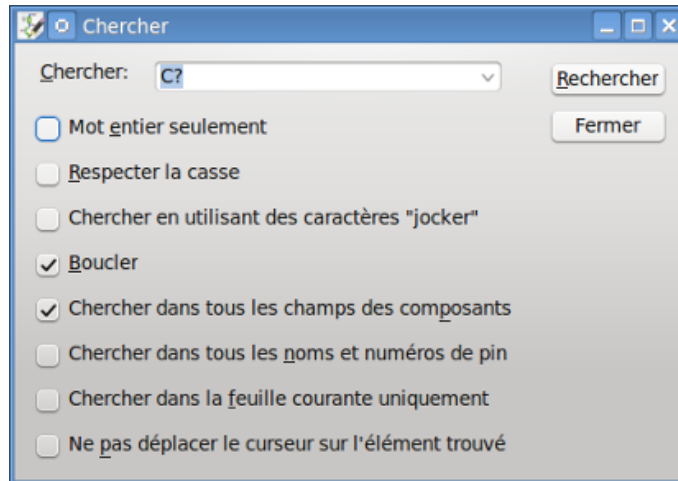 Chercher
Chercher: C? Rechercher
Mot entier seulement Fermer
Respecter la casse
Chercher en utilisant des caractères "jocker"
Boucler
Chercher dans tous les champs des composants
Chercher dans tous les noms et numéros de pin
Chercher dans la feuille courante uniquement
Ne pas déplacer le curseur sur l'élément trouvé